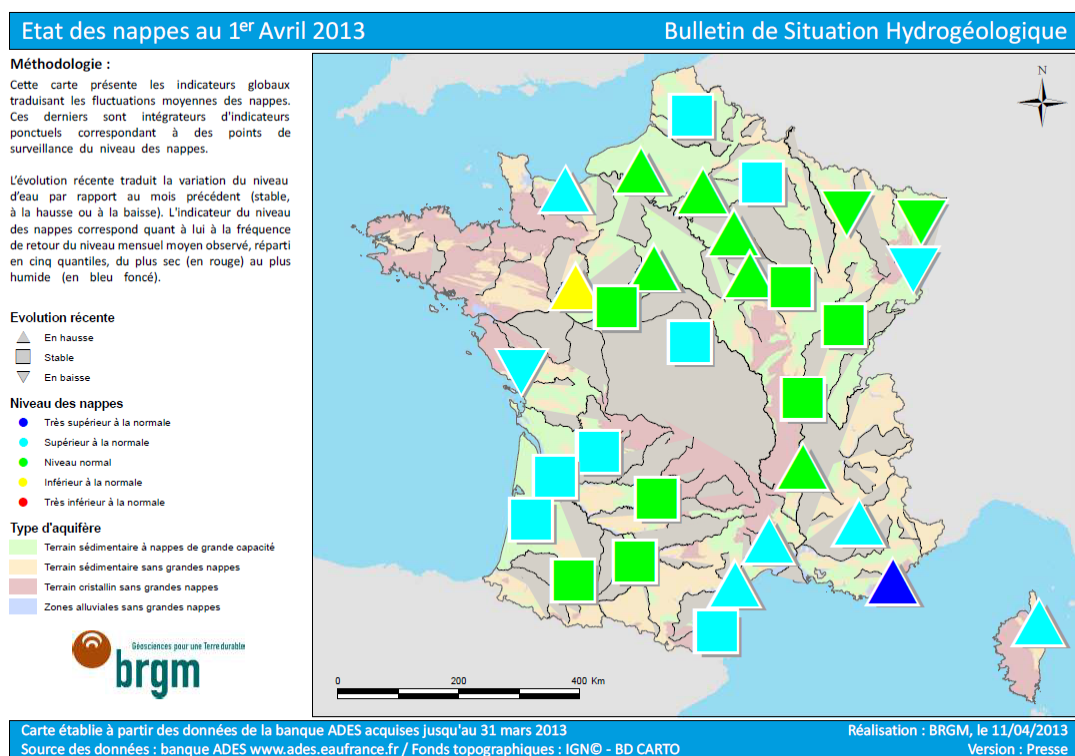 Etat des nappes au 1er Avril 2013
Bulletin de Situation Hydrogéologique
Méthodologie :
Cette carte présente les indicateurs globaux
traduisant les fluctuations moyennes des nappes.
Ces derniers sont intégrateurs d'indicateurs
ponctuels correspondant à des points de
surveillance du niveau des nappes.
L'évolution récente traduit la variation du niveau
d'eau par rapport au mois précédent (stable,
à la hausse ou à la baisse). L'indicateur du niveau
des nappes correspond quant à lui à la fréquence
de retour du niveau mensuel moyen observé, réparti
en cinq quantiles, du plus sec (en rouge) au plus
humide (en bleu foncé).
Evolution récente
En hausse
Stable
En baisse
Niveau des nappes
Très supérieur à la normale
Supérieur à la normale
Niveau normal
Inférieur à la normale
Très inférieur à la normale
Type d'aquifère
Terrain sédimentaire à nappes de grande capacité
Terrain sédimentaire sans grandes nappes
Terrain cristallin sans grandes nappes
Zones alluviales sans grandes nappes
Géosciences pour une Terre durable
brgm
N
0 200 400 Km
Carte établie à partir des données de la banque ADES acquises jusqu'au 31 mars 2013
Source des données : banque ADES www.ades.eaufrance.fr / Fonds topographiques : IGN© - BD CARTO
Réalisation : BRGM, le 11/04/2013
Version : Presse